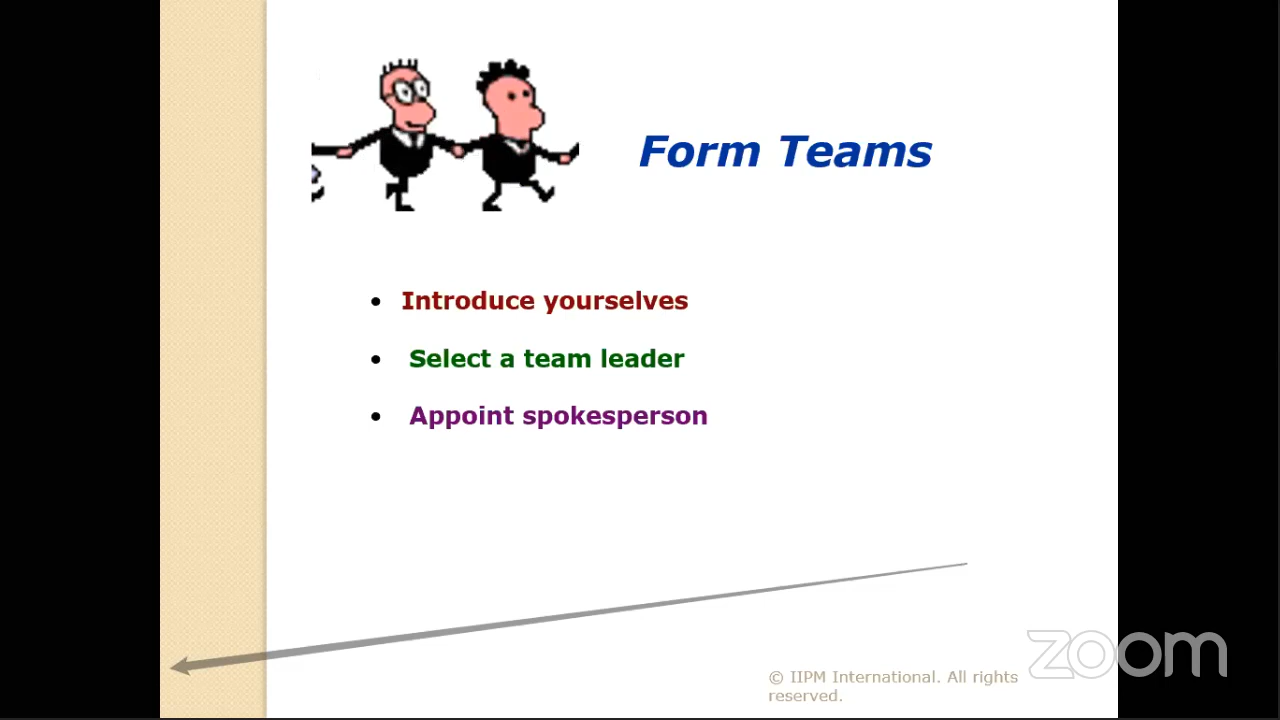 Form Teams
• Introduce yourselves
• Select a team leader
• Appoint spokesperson
zoom
© IIPM International. All rights
reserved.